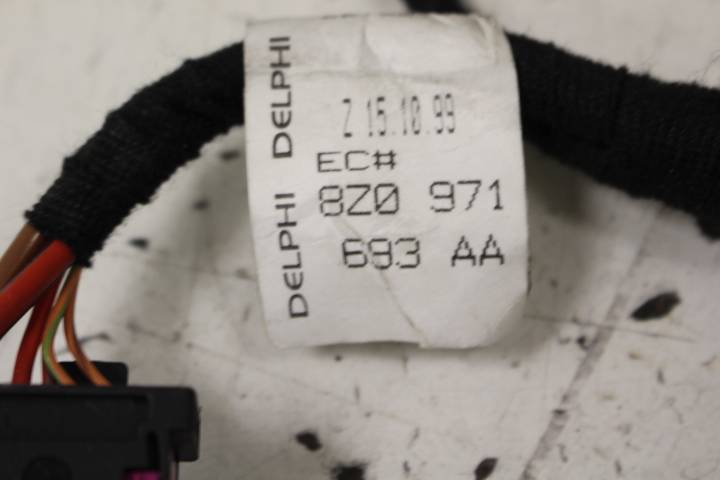 DELPHI DELPHI
Z 15.10.99
EC#
8Z0 971
693 AA